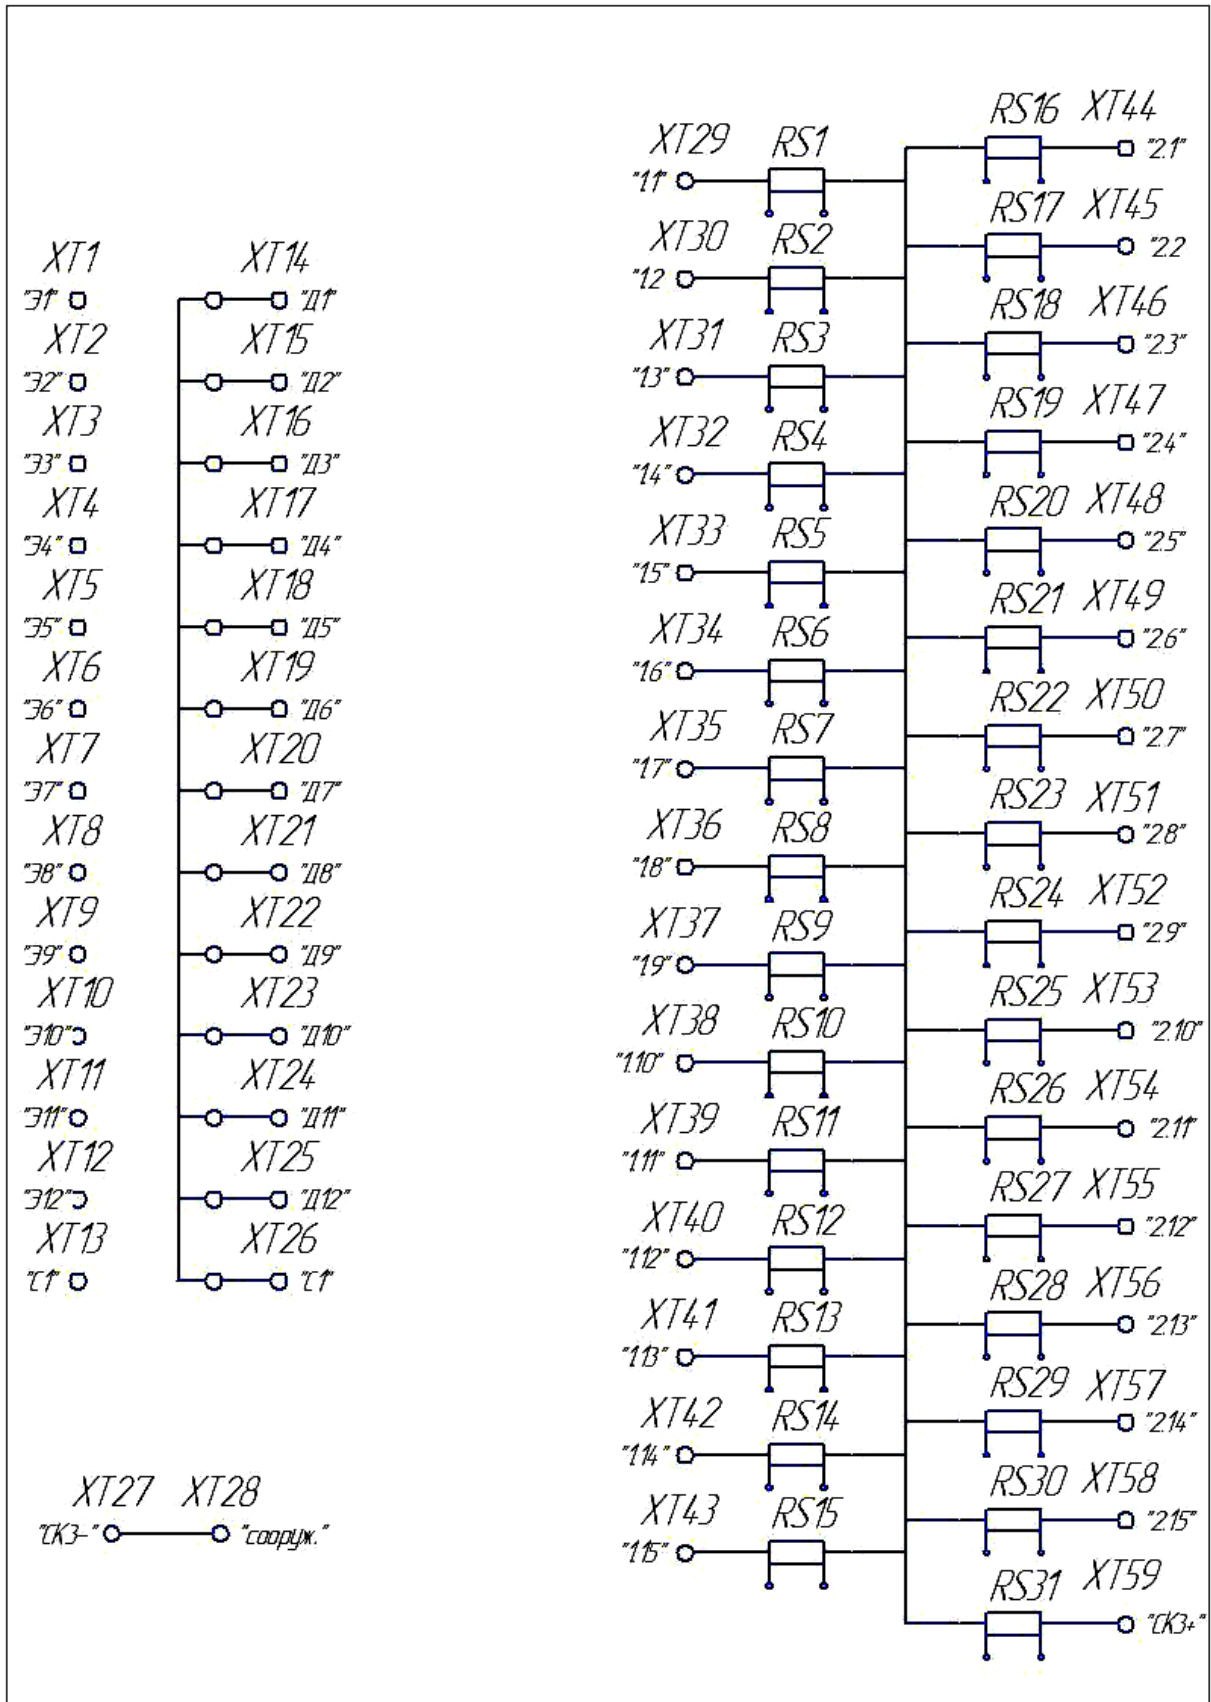 XT1 XT14
"Э1" "Д1"
XT2 XT15
"Э2" "Д2"
XT3 XT16
"Э3" "Д3"
XT4 XT17
"Э4" "Д4"
XT5 XT18
"Э5" "Д5"
XT6 XT19
"Э6" "Д6"
XT7 XT20
"Э7" "Д7"
XT8 XT21
"Э8" "Д8"
XT9 XT22
"Э9" "Д9"
XT10 XT23
"Э10" "Д10"
XT11 XT24
"Э11" "Д11"
XT12 XT25
"Э12" "Д12"
XT13 XT26
"С1" "С1"
XT27 XT28
"СКЗ-" "сооруж."
XT29 RS1
"1.1"
XT30 RS2
"1.2
XT31 RS3
"1.3"
XT32 RS4
"1.4"
XT33 RS5
"1.5"
XT34 RS6
"1.6"
XT35 RS7
"1.7"
XT36 RS8
"1.8"
XT37 RS9
"1.9"
XT38 RS10
"1.10"
XT39 RS11
"1.11"
XT40 RS12
"1.12"
XT41 RS13
"1.13"
XT42 RS14
"1.14"
XT43 RS15
"1.15"
RS16 XT44
"2.1"
RS17 XT45
"2.2
RS18 XT46
"2.3"
RS19 XT47
"2.4"
RS20 XT48
"2.5"
RS21 XT49
"2.6"
RS22 XT50
"2.7"
RS23 XT51
"2.8"
RS24 XT52
"2.9"
RS25 XT53
"2.10"
RS26 XT54
"2.11"
RS27 XT55
"2.12"
RS28 XT56
"2.13"
RS29 XT57
"2.14"
RS30 XT58
"2.15"
RS31 XT59
"СКЗ+"